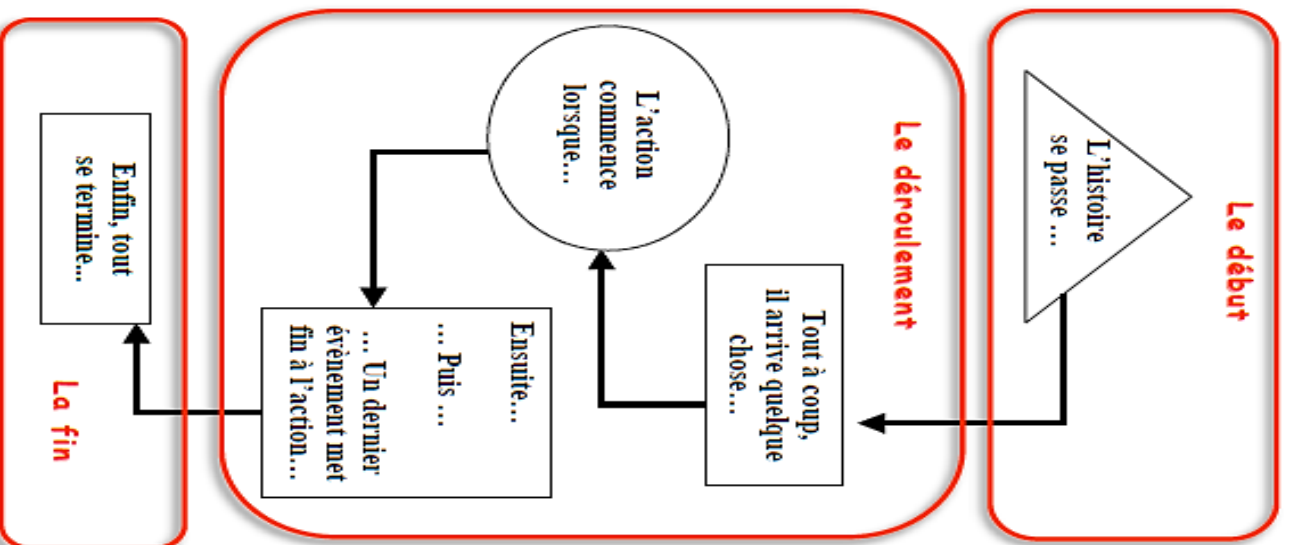 Le début
L'histoire
se passe ...
Le déroulement
Tout à coup,
il arrive quelque
chose...
L'action
commence
lorsque...
Ensuite...
... Puis ...
... Un dernier
évènement met
fin à l'action...
La fin
Enfin, tout
se termine...